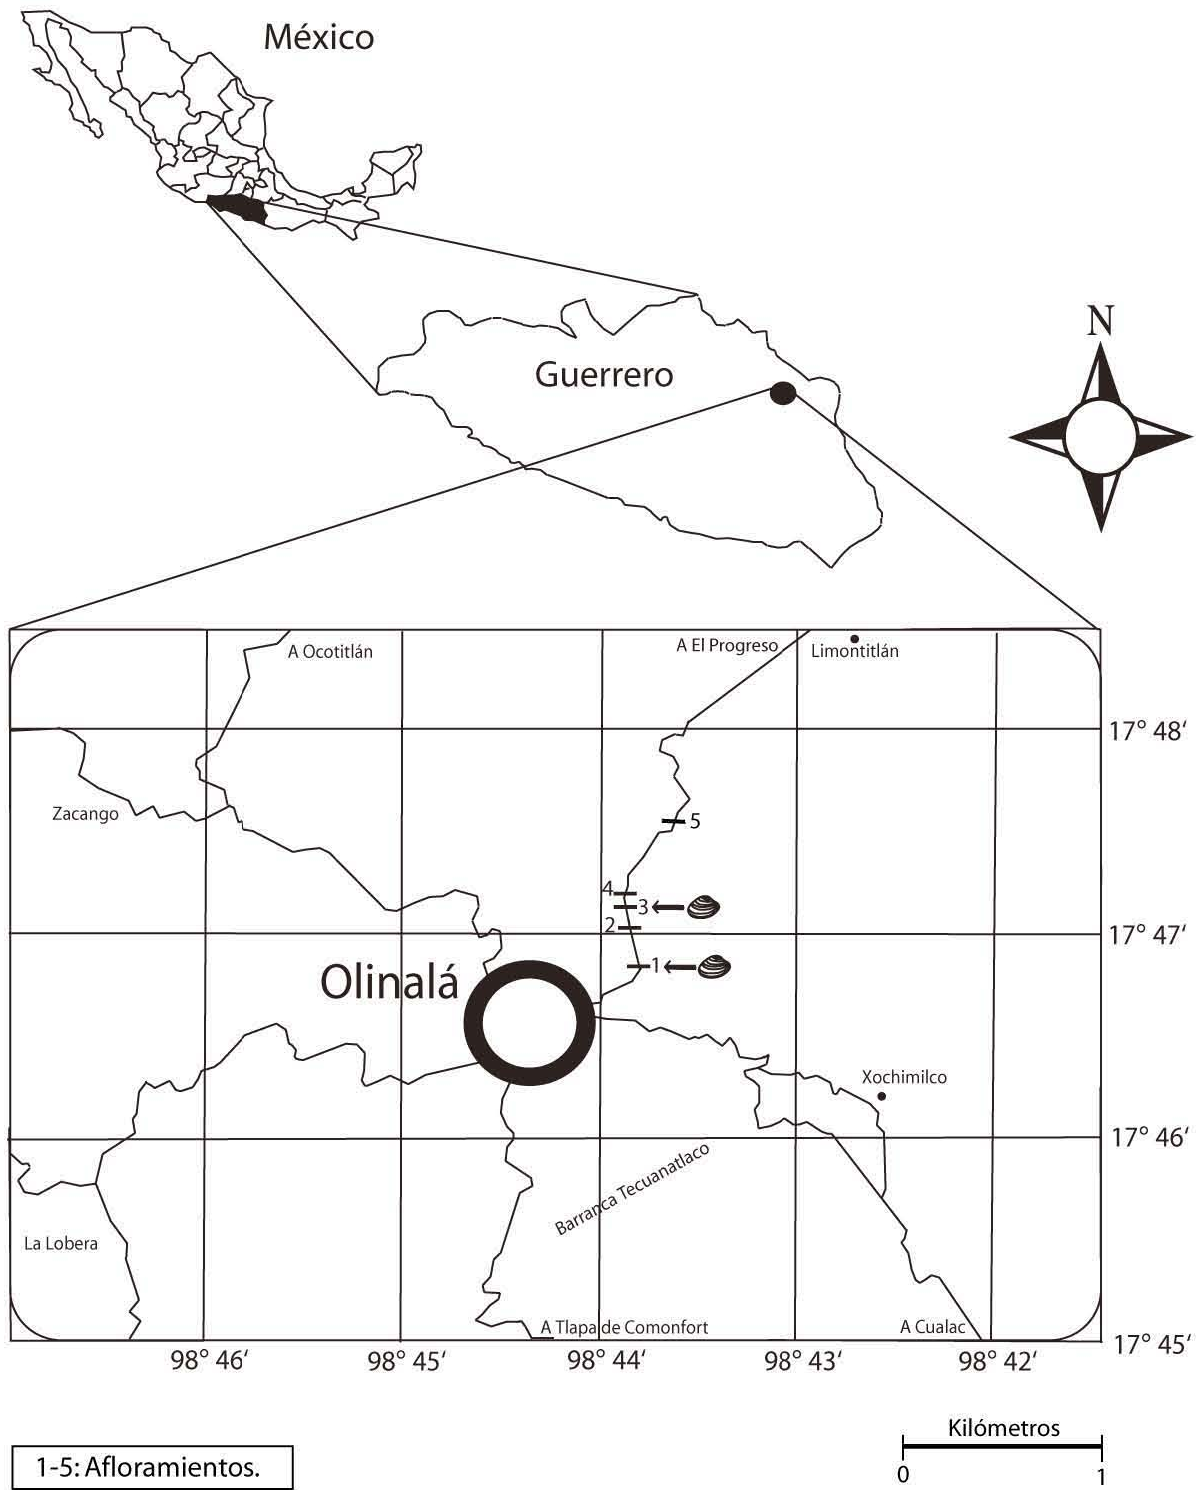 México
N
Guerrero
A Ocotitlán
A El Progreso
Limontitlán
17° 48‘
Zacango
5
4
3
2
17° 47‘
1
Olinalá
Xochimilco
17° 46‘
Barranca Tecuanatlaco
La Lobera
A Tlapa de Comonfort
A Cualac
17° 45‘
98° 46‘
98° 45‘
98° 44‘
98° 43‘
98° 42‘
Kilómetros
0
1
1-5: Afloramientos.